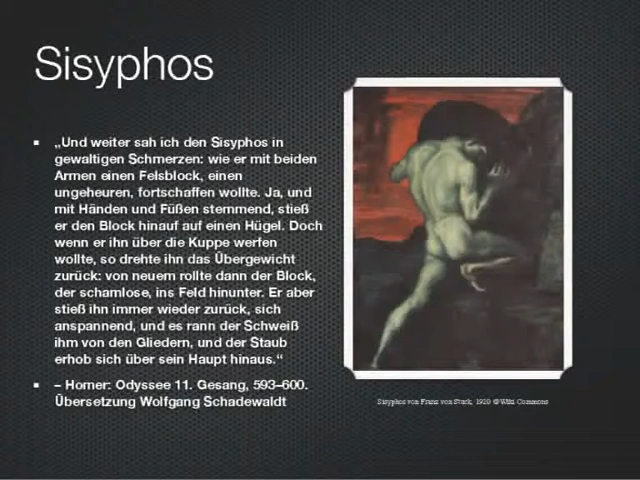 Sisyphos
„Und weiter sah ich den Sisyphos in
gewaltigen Schmerzen: wie er mit beiden
Armen einen Felsblock, einen
ungeheuren, fortschaffen wollte. Ja, und
mit Händen und Füßen stemmend, stieß
er den Block hinauf auf einen Hügel. Doch
wenn er ihn über die Kuppe werfen
wollte, so drehte ihn das Übergewicht
zurück: von neuem rollte dann der Block,
der schamlose, ins Feld hinunter. Er aber
stieß ihn immer wieder zurück, sich
anspannend, und es rann der Schweiß
ihm von den Gliedern, und der Staub
erhob sich über sein Haupt hinaus.“
– Homer: Odyssee 11. Gesang, 593–600.
Übersetzung Wolfgang Schadewaldt
Sisyphos von Franz von Stuck, 1920 @Wiki Commons